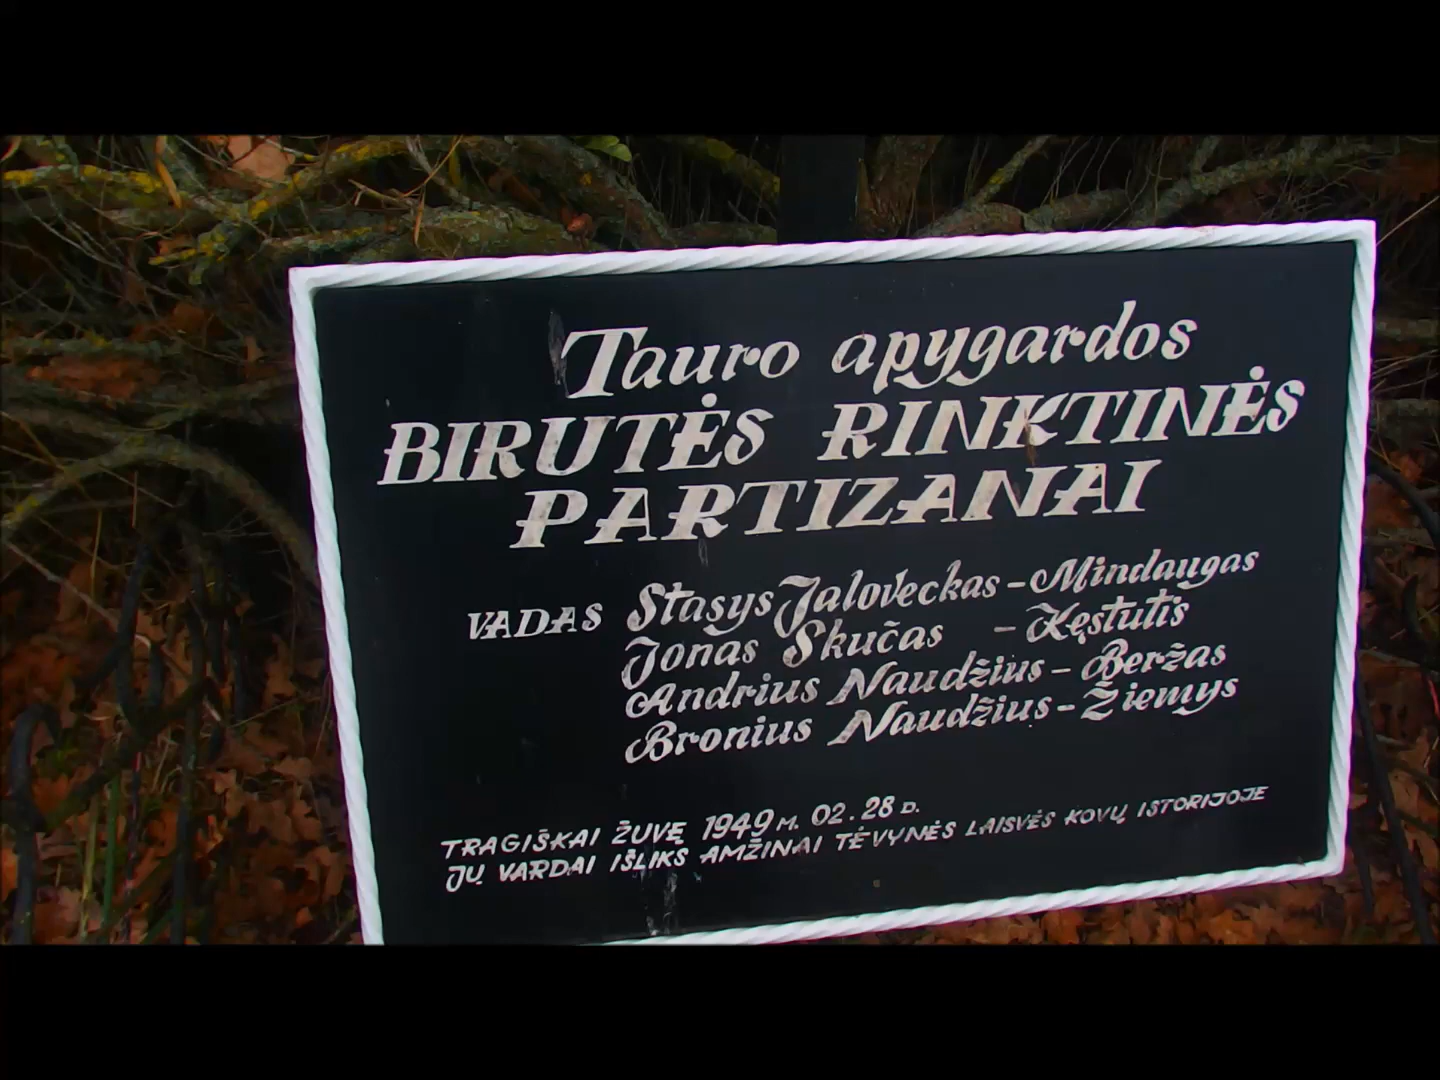 Tauro apygardos
BIRUTĖS RINKTINĖS
PARTIZANAI
VADAS Stasys Jaloveckas - Mindaugas
Jonas Skučas - Kęstutis
Andrius Naudžius - Beržas
Bronius Naudžius - Žiemys
TRAGIŠKAI ŽUVĘ 1949 M. 02.28 D.
JŲ VARDAI IŠLIKS AMŽINAI TĖVYNĖS LAISVĖS KOVŲ ISTORIJOJE